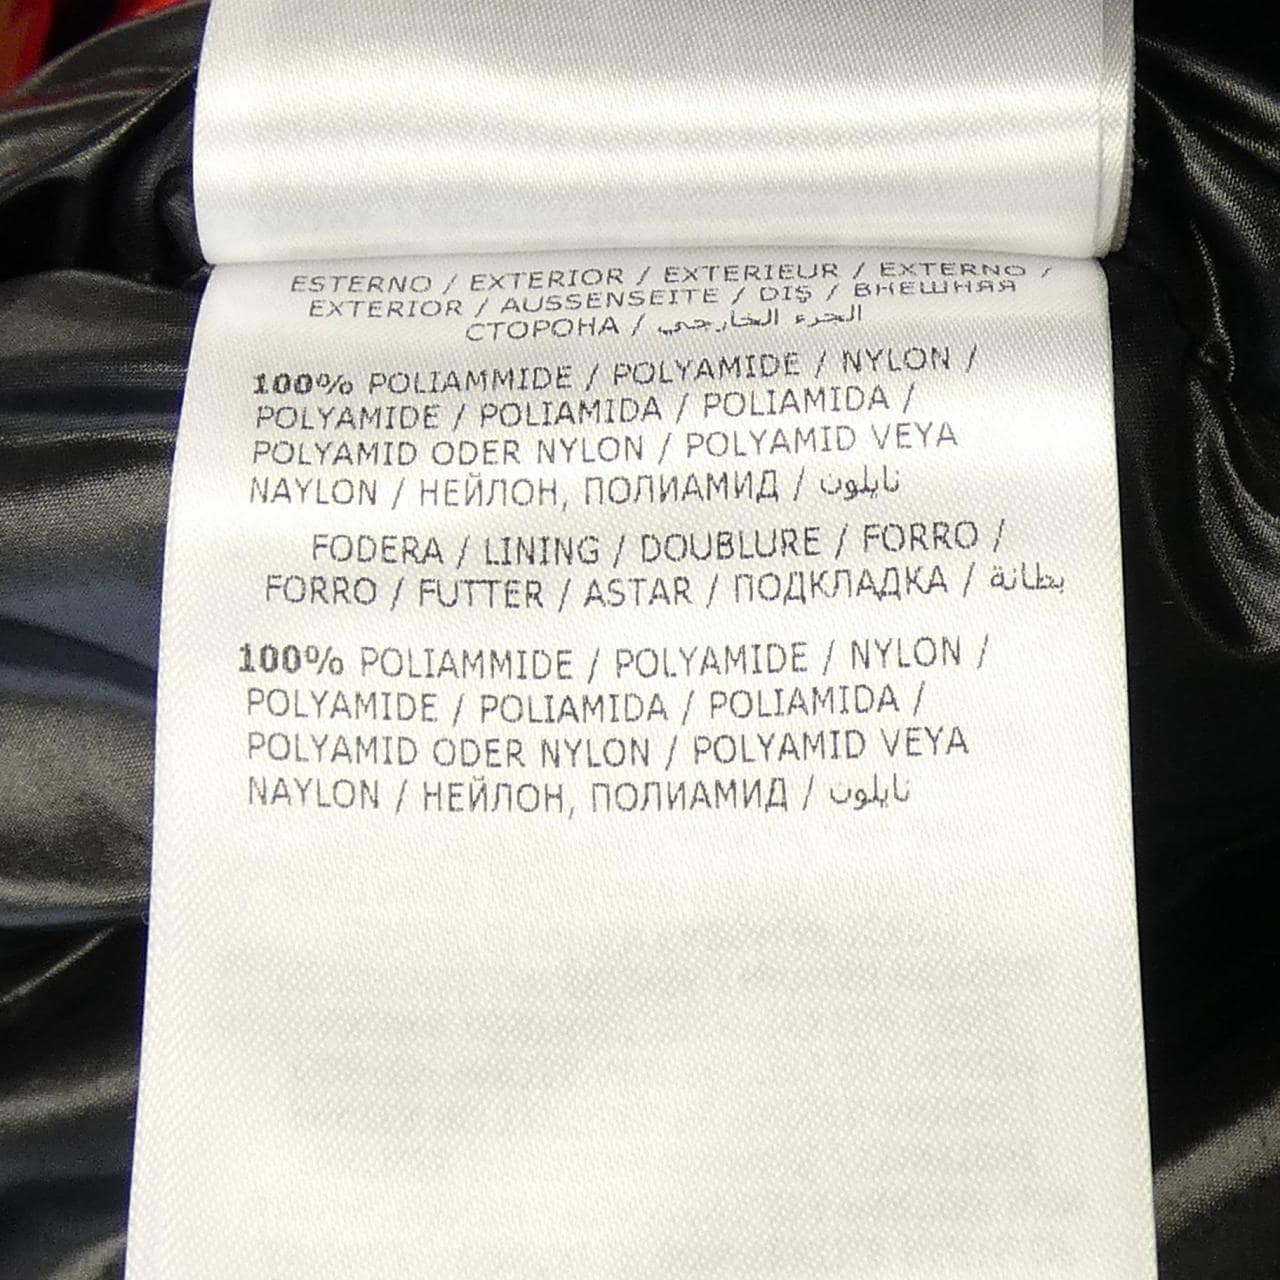 ESTERNO / EXTERIOR / EXTERIEUR / EXTERNO /
EXTERIOR / AUSSENSEITE / DIŞ / ВНЕШНЯЯ
СТОРОНА / الجزء الخارجي
100% POLIAMMIDE / POLYAMIDE / NYLON /
POLYAMIDE / POLIAMIDA / POLIAMIDA /
POLYAMID ODER NYLON / POLYAMID VEYA
NAYLON / НЕЙЛОН, ПОЛИАМИД / نايلون
FODERA / LINING / DOUBLURE / FORRO /
FORRO / FUTTER / ASTAR / ПОДКЛАДКА / بطانة
100% POLIAMMIDE / POLYAMIDE / NYLON /
POLYAMIDE / POLIAMIDA / POLIAMIDA /
POLYAMID ODER NYLON / POLYAMID VEYA
NAYLON / НЕЙЛОН, ПОЛИАМИД / نايلون